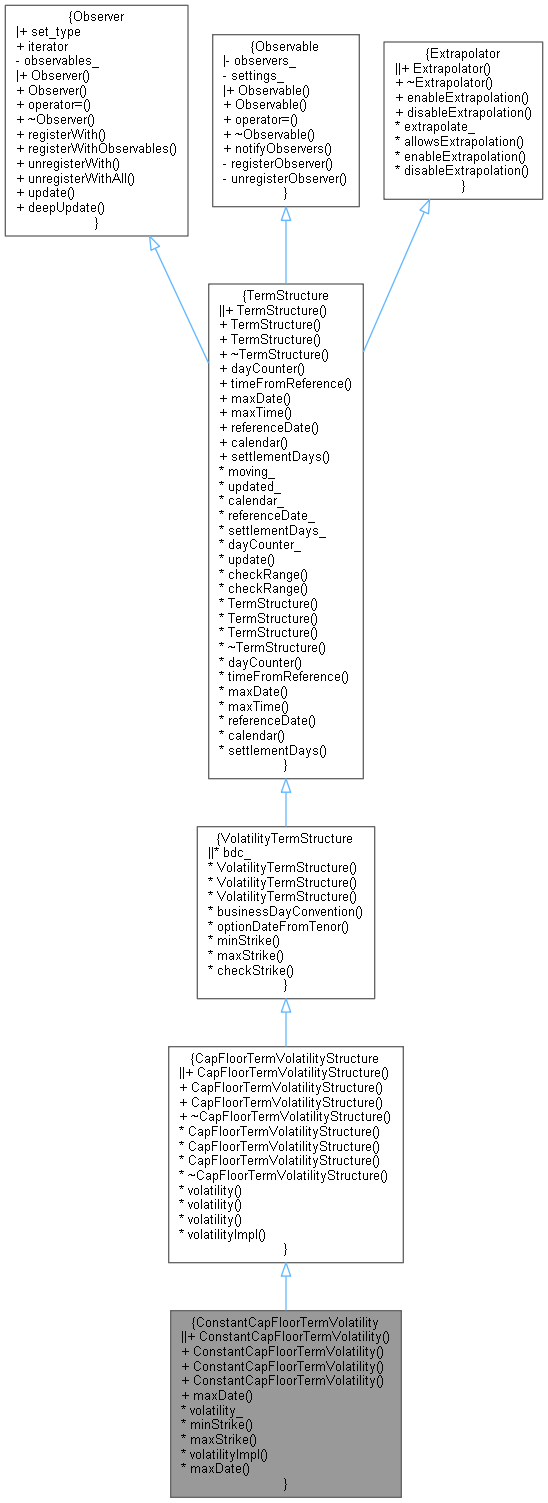 {Observer
|+ set_type
+ iterator
- observables_
|+ Observer()
+ Observer()
+ operator=()
+ ~Observer()
+ registerWith()
+ registerWithObservables()
+ unregisterWith()
+ unregisterWithAll()
+ update()
+ deepUpdate()
}
{Observable
|- observers_
- settings_
|+ Observable()
+ Observable()
+ operator=()
+ ~Observable()
+ notifyObservers()
- registerObserver()
- unregisterObserver()
}
{Extrapolator
||+ Extrapolator()
+ ~Extrapolator()
+ enableExtrapolation()
+ disableExtrapolation()
* extrapolate_
* allowsExtrapolation()
* enableExtrapolation()
* disableExtrapolation()
}
{TermStructure
||+ TermStructure()
+ TermStructure()
+ TermStructure()
+ ~TermStructure()
+ dayCounter()
+ timeFromReference()
+ maxDate()
+ maxTime()
+ referenceDate()
+ calendar()
+ settlementDays()
* moving_
* updated_
* calendar_
* referenceDate_
* settlementDays_
* dayCounter_
* update()
* checkRange()
* checkRange()
* TermStructure()
* TermStructure()
* TermStructure()
* ~TermStructure()
* dayCounter()
* timeFromReference()
* maxDate()
* maxTime()
* referenceDate()
* calendar()
* settlementDays()
}
{VolatilityTermStructure
||* bdc_
* VolatilityTermStructure()
* VolatilityTermStructure()
* VolatilityTermStructure()
* businessDayConvention()
* optionDateFromTenor()
* minStrike()
* maxStrike()
* checkStrike()
}
{CapFloorTermVolatilityStructure
||+ CapFloorTermVolatilityStructure()
+ CapFloorTermVolatilityStructure()
+ CapFloorTermVolatilityStructure()
+ ~CapFloorTermVolatilityStructure()
* CapFloorTermVolatilityStructure()
* CapFloorTermVolatilityStructure()
* CapFloorTermVolatilityStructure()
* ~CapFloorTermVolatilityStructure()
* volatility()
* volatility()
* volatility()
* volatilityImpl()
}
{ConstantCapFloorTermVolatility
||+ ConstantCapFloorTermVolatility()
+ ConstantCapFloorTermVolatility()
+ ConstantCapFloorTermVolatility()
+ ConstantCapFloorTermVolatility()
+ maxDate()
* volatility_
* minStrike()
* maxStrike()
* volatilityImpl()
* maxDate()
}